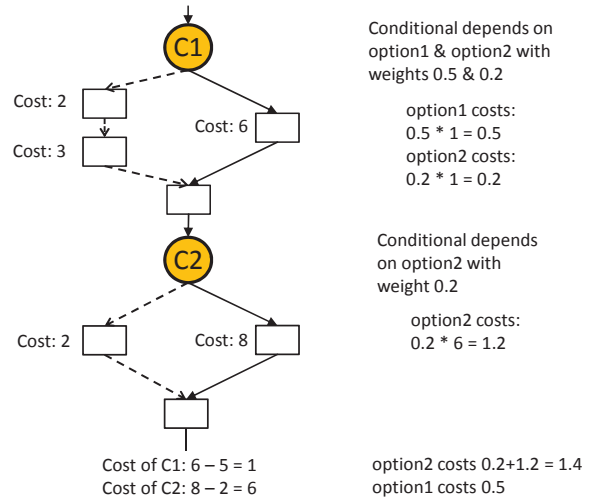 C1
Conditional depends on
option1 & option2 with
weights 0.5 & 0.2
Cost: 2
Cost: 6
Cost: 3
option1 costs:
0.5 * 1 = 0.5
option2 costs:
0.2 * 1 = 0.2
C2
Conditional depends
on option2 with
weight 0.2
Cost: 2
Cost: 8
option2 costs:
0.2 * 6 = 1.2
Cost of C1: 6 – 5 = 1
Cost of C2: 8 – 2 = 6
option2 costs 0.2+1.2 = 1.4
option1 costs 0.5